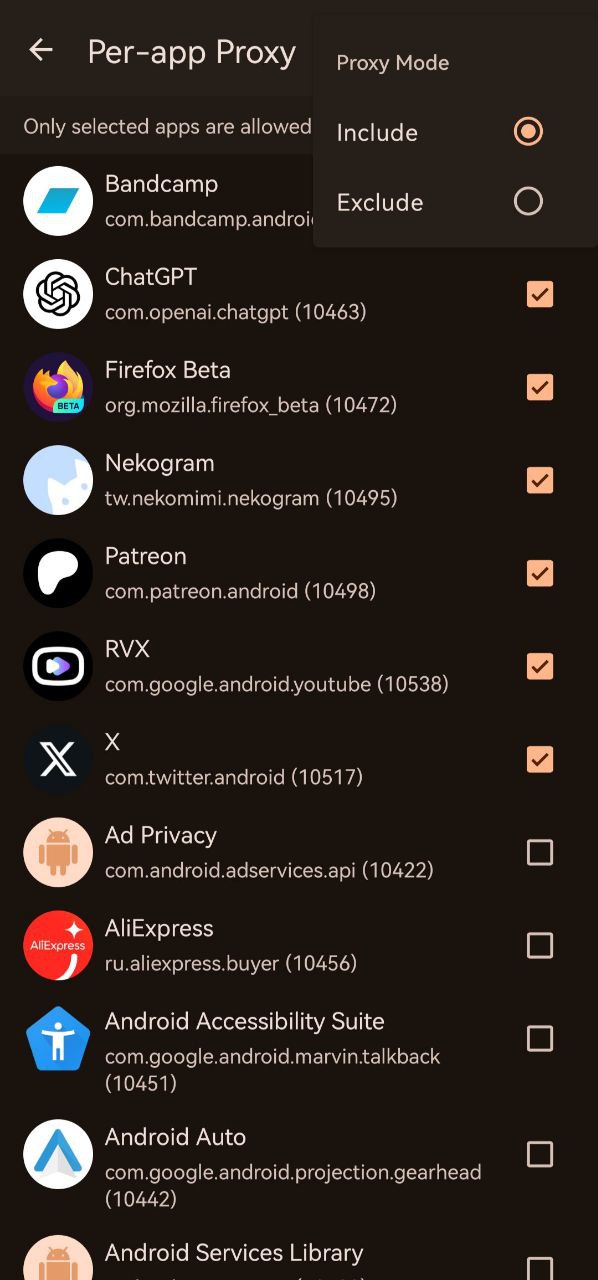 Per-app Proxy
Proxy Mode
Include
Exclude
Only selected apps are allowed
Bandcamp
com.bandcamp.androi
ChatGPT
com.openai.chatgpt (10463)
Firefox Beta
org.mozilla.firefox_beta (10472)
BETA
Nekogram
tw.nekomimi.nekogram (10495)
Patreon
com.patreon.android (10498)
RVX
com.google.android.youtube (10538)
X
com.twitter.android (10517)
Ad Privacy
com.android.adservices.api (10422)
AliExpress
AliExpress
ru.aliexpress.buyer (10456)
Android Accessibility Suite
com.google.android.marvin.talkback
(10451)
Android Auto
com.google.android.projection.gearhead
(10442)
Android Services Library